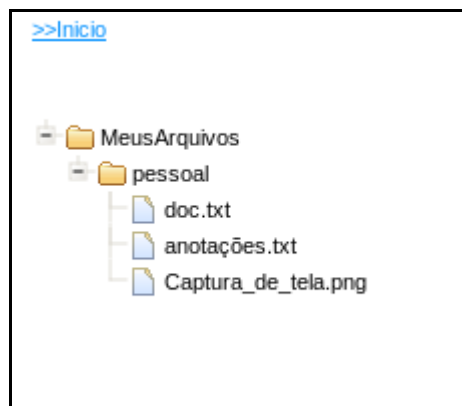 >>Inicio
MeusArquivos
pessoal
doc.txt
anotações.txt
Captura_de_tela.png